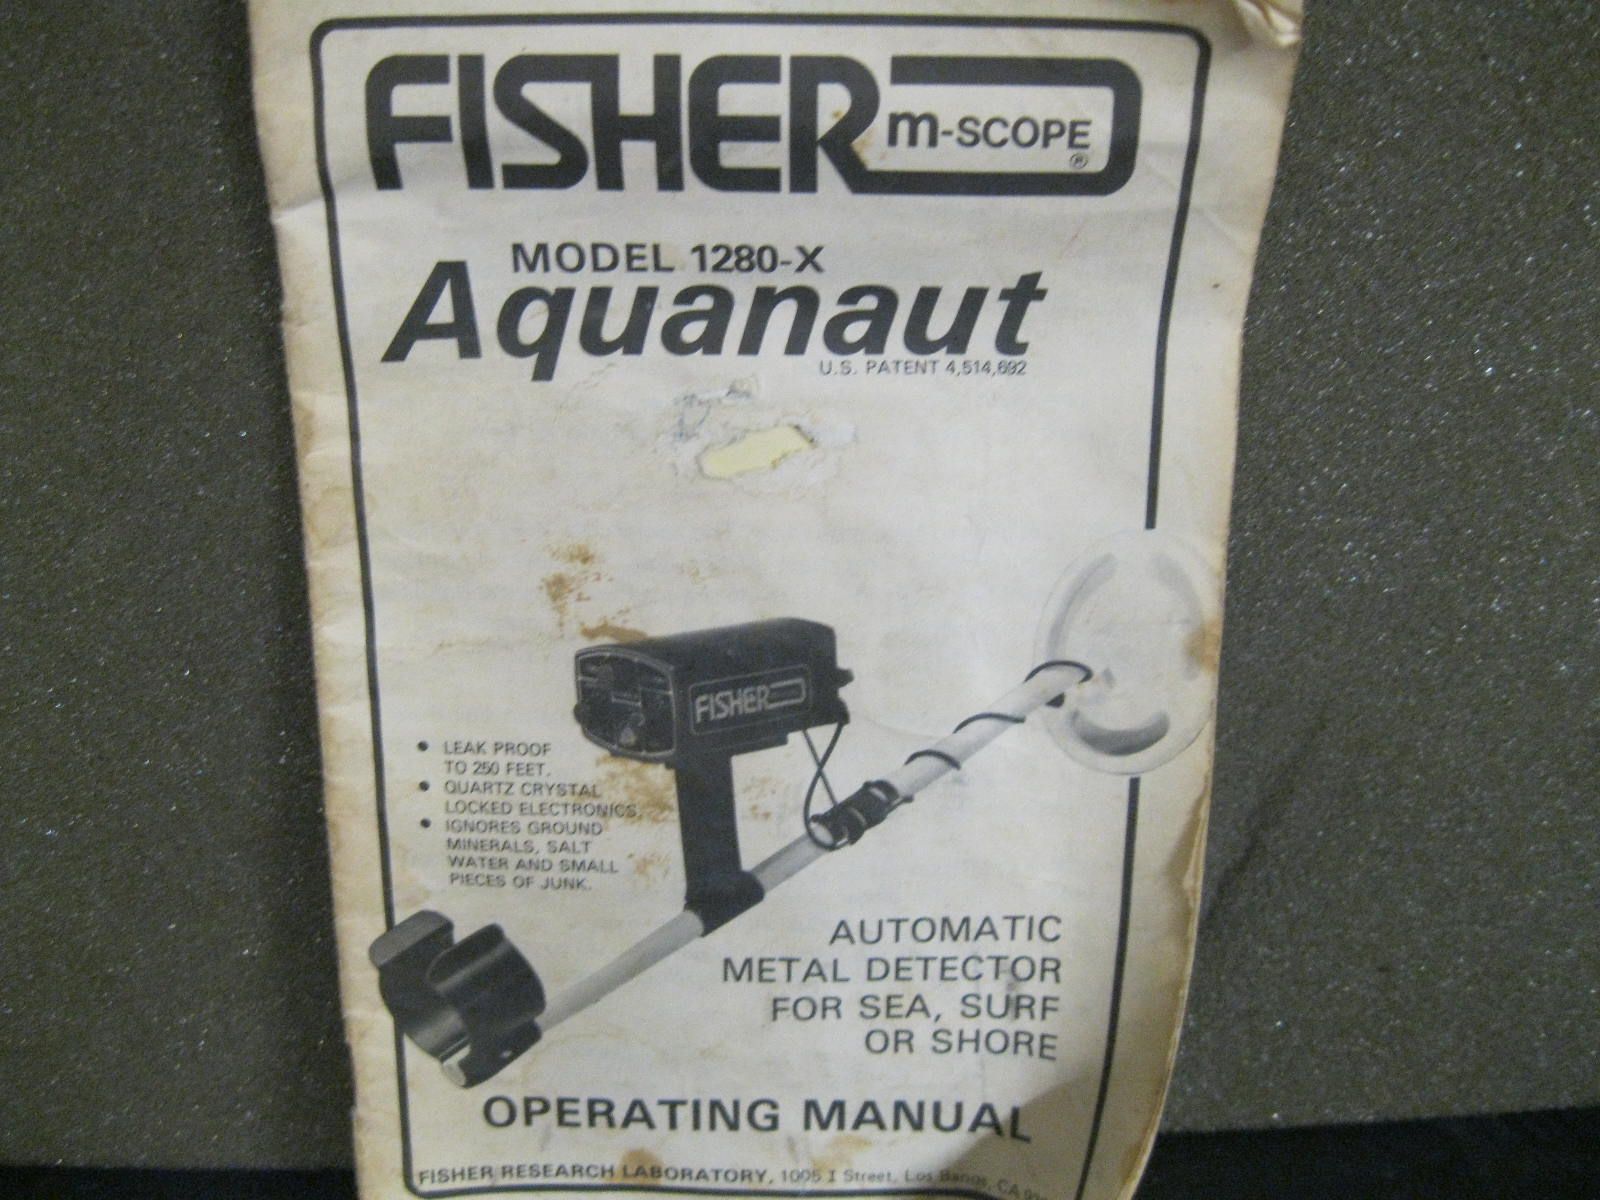 FISHER m-SCOPE ®
MODEL 1280-X
Aquanaut
U.S. PATENT 4,514,692
FISHER
• LEAK PROOF
TO 250 FEET.
• QUARTZ CRYSTAL
LOCKED ELECTRONICS.
• IGNORES GROUND
MINERALS, SALT
WATER AND SMALL
PIECES OF JUNK.
AUTOMATIC
METAL DETECTOR
FOR SEA, SURF
OR SHORE
OPERATING MANUAL
FISHER RESEARCH LABORATORY, 1005 I Street, Los Banos, CA